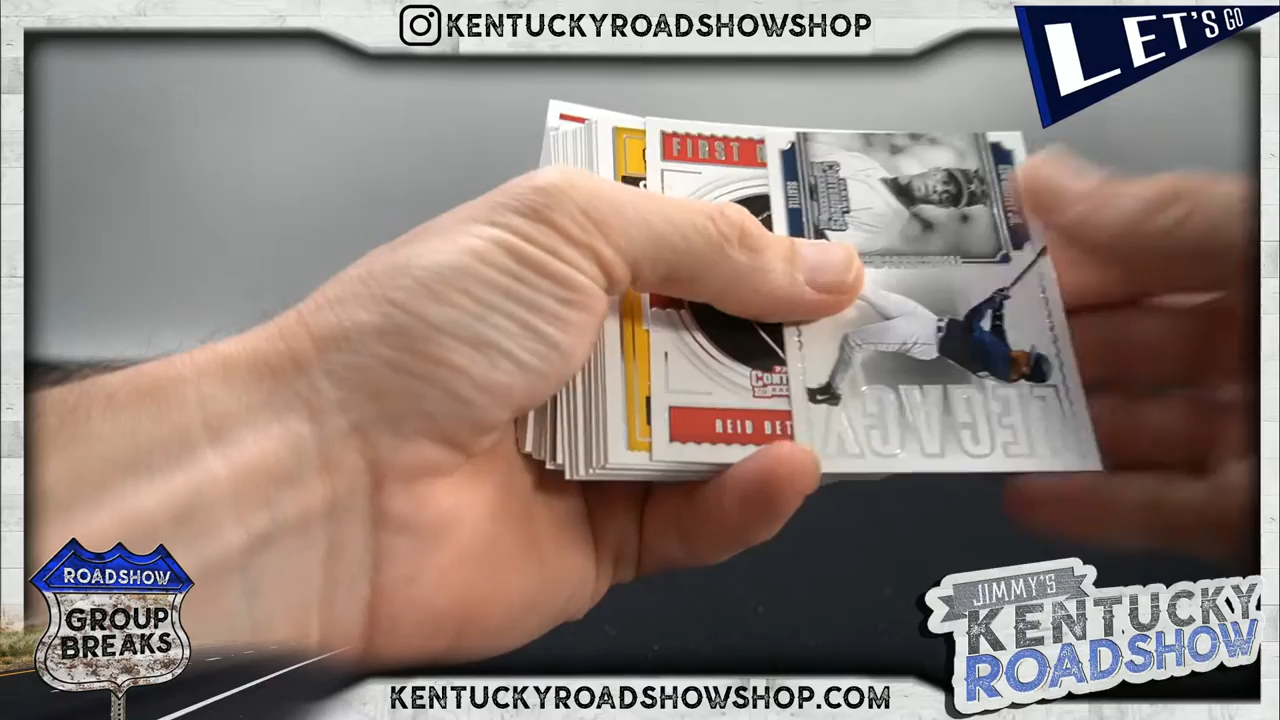 KENTUCKYROADSHOWSHOP
LET'S GO
FIRST
SEATTLE
LEGACY
REID DET
ROADSHOW
GROUP
BREAKS
JIMMY'S
KENTUCKY
ROADSHOW
KENTUCKYROADSHOWSHOP.COM